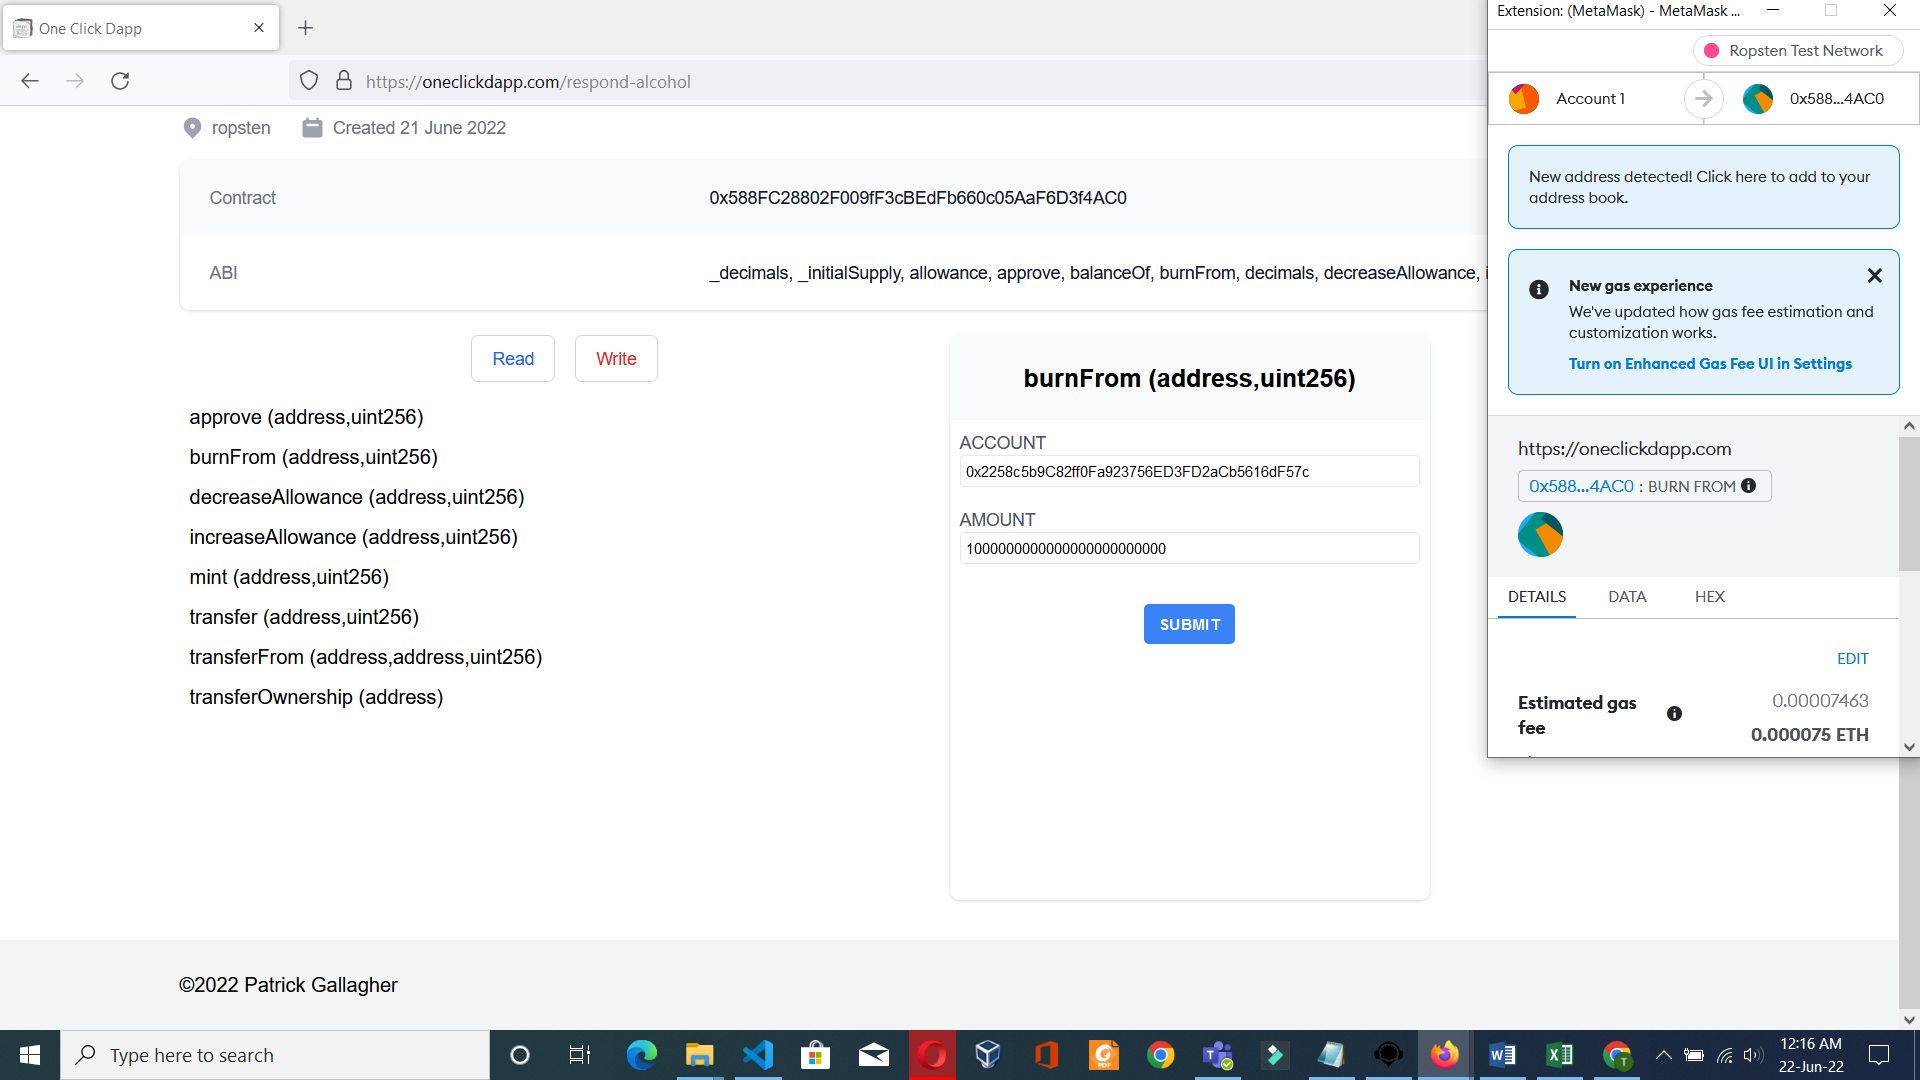 One Click Dapp
https://oneclickdapp.com/respond-alcohol
ropsten
Created 21 June 2022
Contract
0x588FC28802F009fF3cBEdFb660c05AaF6D3f4AC0
ABI
_decimals, _initialSupply, allowance, approve, balanceOf, burnFrom, decimals, decreaseAllowance,
Read
Write
approve (address,uint256)
burnFrom (address,uint256)
decreaseAllowance (address,uint256)
increaseAllowance (address,uint256)
mint (address,uint256)
transfer (address,uint256)
transferFrom (address,address,uint256)
transferOwnership (address)
burnFrom (address,uint256)
ACCOUNT
0x2258c5b9C82ff0Fa923756ED3FD2aCb5616dF57c
AMOUNT
SUBMIT
©2022 Patrick Gallagher
Extension: (MetaMask) - MetaMask ...
Ropsten Test Network
Account 1
0x588...4AC0
New address detected! Click here to add to your
address book.
New gas experience
We've updated how gas fee estimation and
customization works.
Turn on Enhanced Gas Fee UI in Settings
https://oneclickdapp.com
0x588...4AC0 : BURN FROM
DETAILS
DATA
HEX
EDIT
Estimated gas
fee
0.00007463
0.000075 ETH
Type here to search
12:16 AM
22-Jun-22